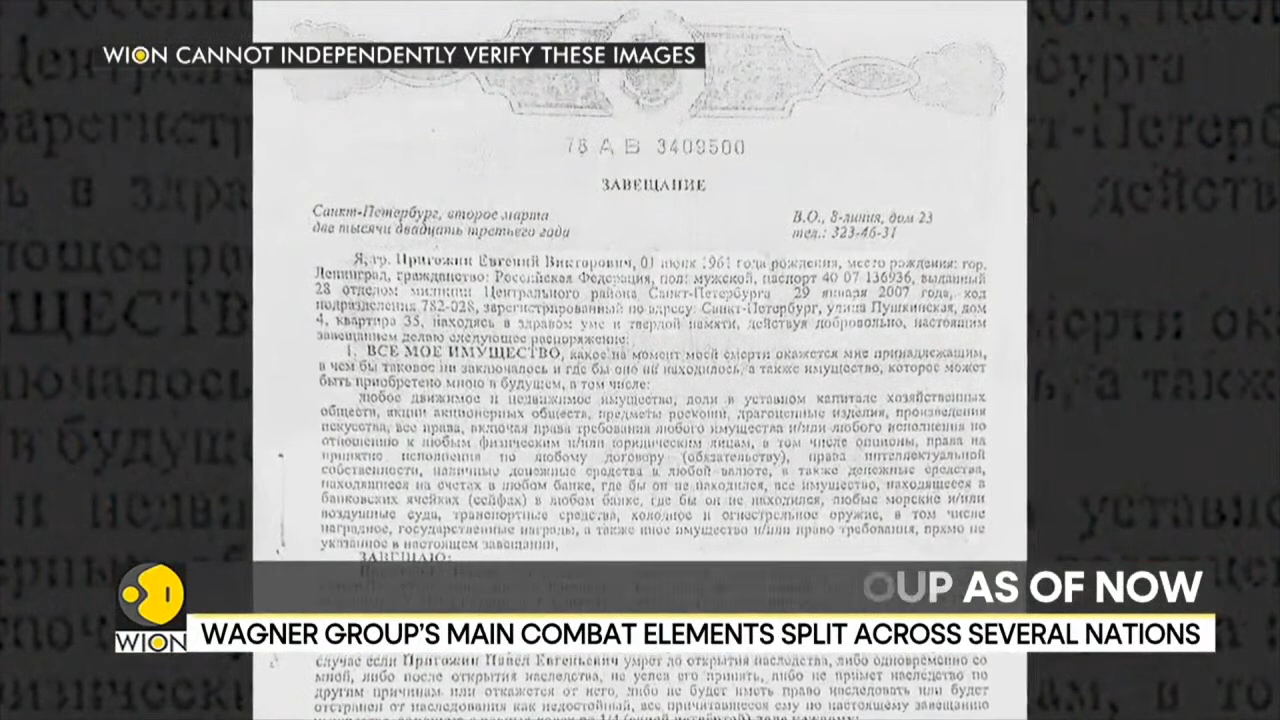 WION CANNOT INDEPENDENTLY VERIFY THESE IMAGES
78 А В 3409500
ЗАВЕЩАНИЕ
Санкт-Петербург, второе марта
две тысячи двадцать третьего года
В.О., 8-линия, дом 23
тел.: 323-46-31
Я, гр. Пригожин Евгений Викторович, 01 июня 1961 года рождения, место рождения: гор.
Ленинград, гражданство: Российская Федерация, пол: мужской, паспорт 40 07 136936, выданный
28 отделом милиции Центрального района Санкт-Петербурга 29 января 2007 года, код
подразделения 782-028, зарегистрированный по адресу: Санкт-Петербург, улица Пушкинская, дом
4, квартира 35, находясь в здравом уме и твердой памяти, действуя добровольно, настоящим
завещанием делаю следующее распоряжение:
1. ВСЕ МОЕ ИМУЩЕСТВО, какое на момент моей смерти окажется мне принадлежащим,
в чем бы таковое ни заключалось и где бы оно не находилось, а также имущество, которое может
быть приобретено мною в будущем, в том числе:
любое движимое и недвижимое имущество, доли в уставном капитале хозяйственных
обществ, акции акционерных обществ, предметы роскоши, драгоценные изделия, произведения
искусства, все права, включая права требования любого имущества и/или любого исполнения по
отношению к любым физическим и/или юридическим лицам, в том числе опционы, права на
принятие исполнения по любому договору (обязательству), права интеллектуальной
собственности, наличные денежные средства в любой валюте, а также денежные средства,
находящиеся на счетах в любом банке, где бы он не находился, все имущество, находящееся в
банковских ячейках (сейфах) в любом банке, где бы он не находился, любые морские и/или
воздушные суда, транспортные средства, холодное и огнестрельное оружие, в том числе
наградное, государственные награды, а также иное имущество и/или право требования, прямо не
указанное в настоящем завещании,
ЗАВЕЩАЮ:
OUP AS OF NOW
WION
WAGNER GROUP'S MAIN COMBAT ELEMENTS SPLIT ACROSS SEVERAL NATIONS
случае если Пригожин Павел Евгеньевич умрет до открытия наследства, либо одновременно со
мной, либо после открытия наследства, не успев его принять, либо не примет наследство по
другим причинам или откажется от него, либо не будет иметь право наследовать или будет
отстранен от наследования как недостойный, все причитавшееся ему по настоящему завещанию